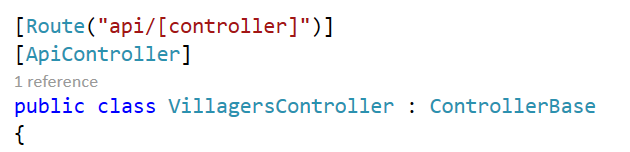 [Route("api/[controller]")]
[ApiController]
1 reference
public class VillagersController : ControllerBase
{